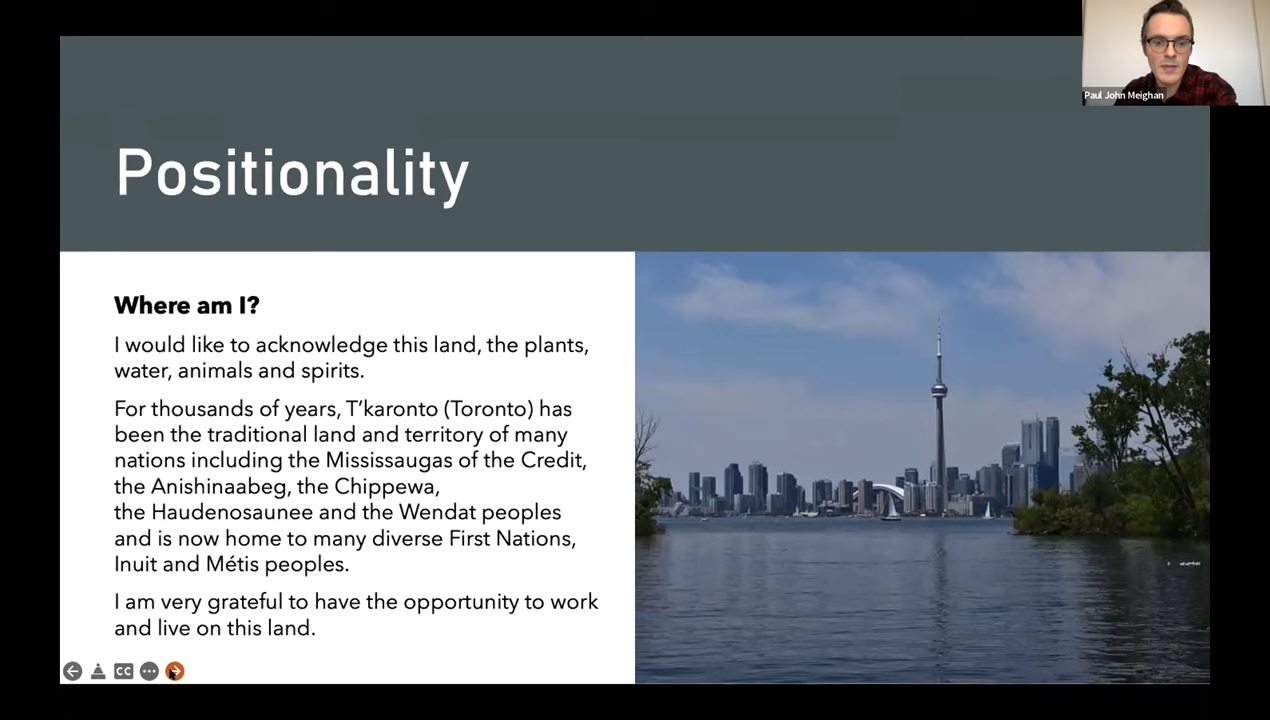 Paul John Meighan
Positionality
Where am I?
I would like to acknowledge this land, the plants,
water, animals and spirits.
For thousands of years, T’karonto (Toronto) has
been the traditional land and territory of many
nations including the Mississaugas of the Credit,
the Anishinaabeg, the Chippewa,
the Haudenosaunee and the Wendat peoples
and is now home to many diverse First Nations,
Inuit and Métis peoples.
I am very grateful to have the opportunity to work
and live on this land.
CC